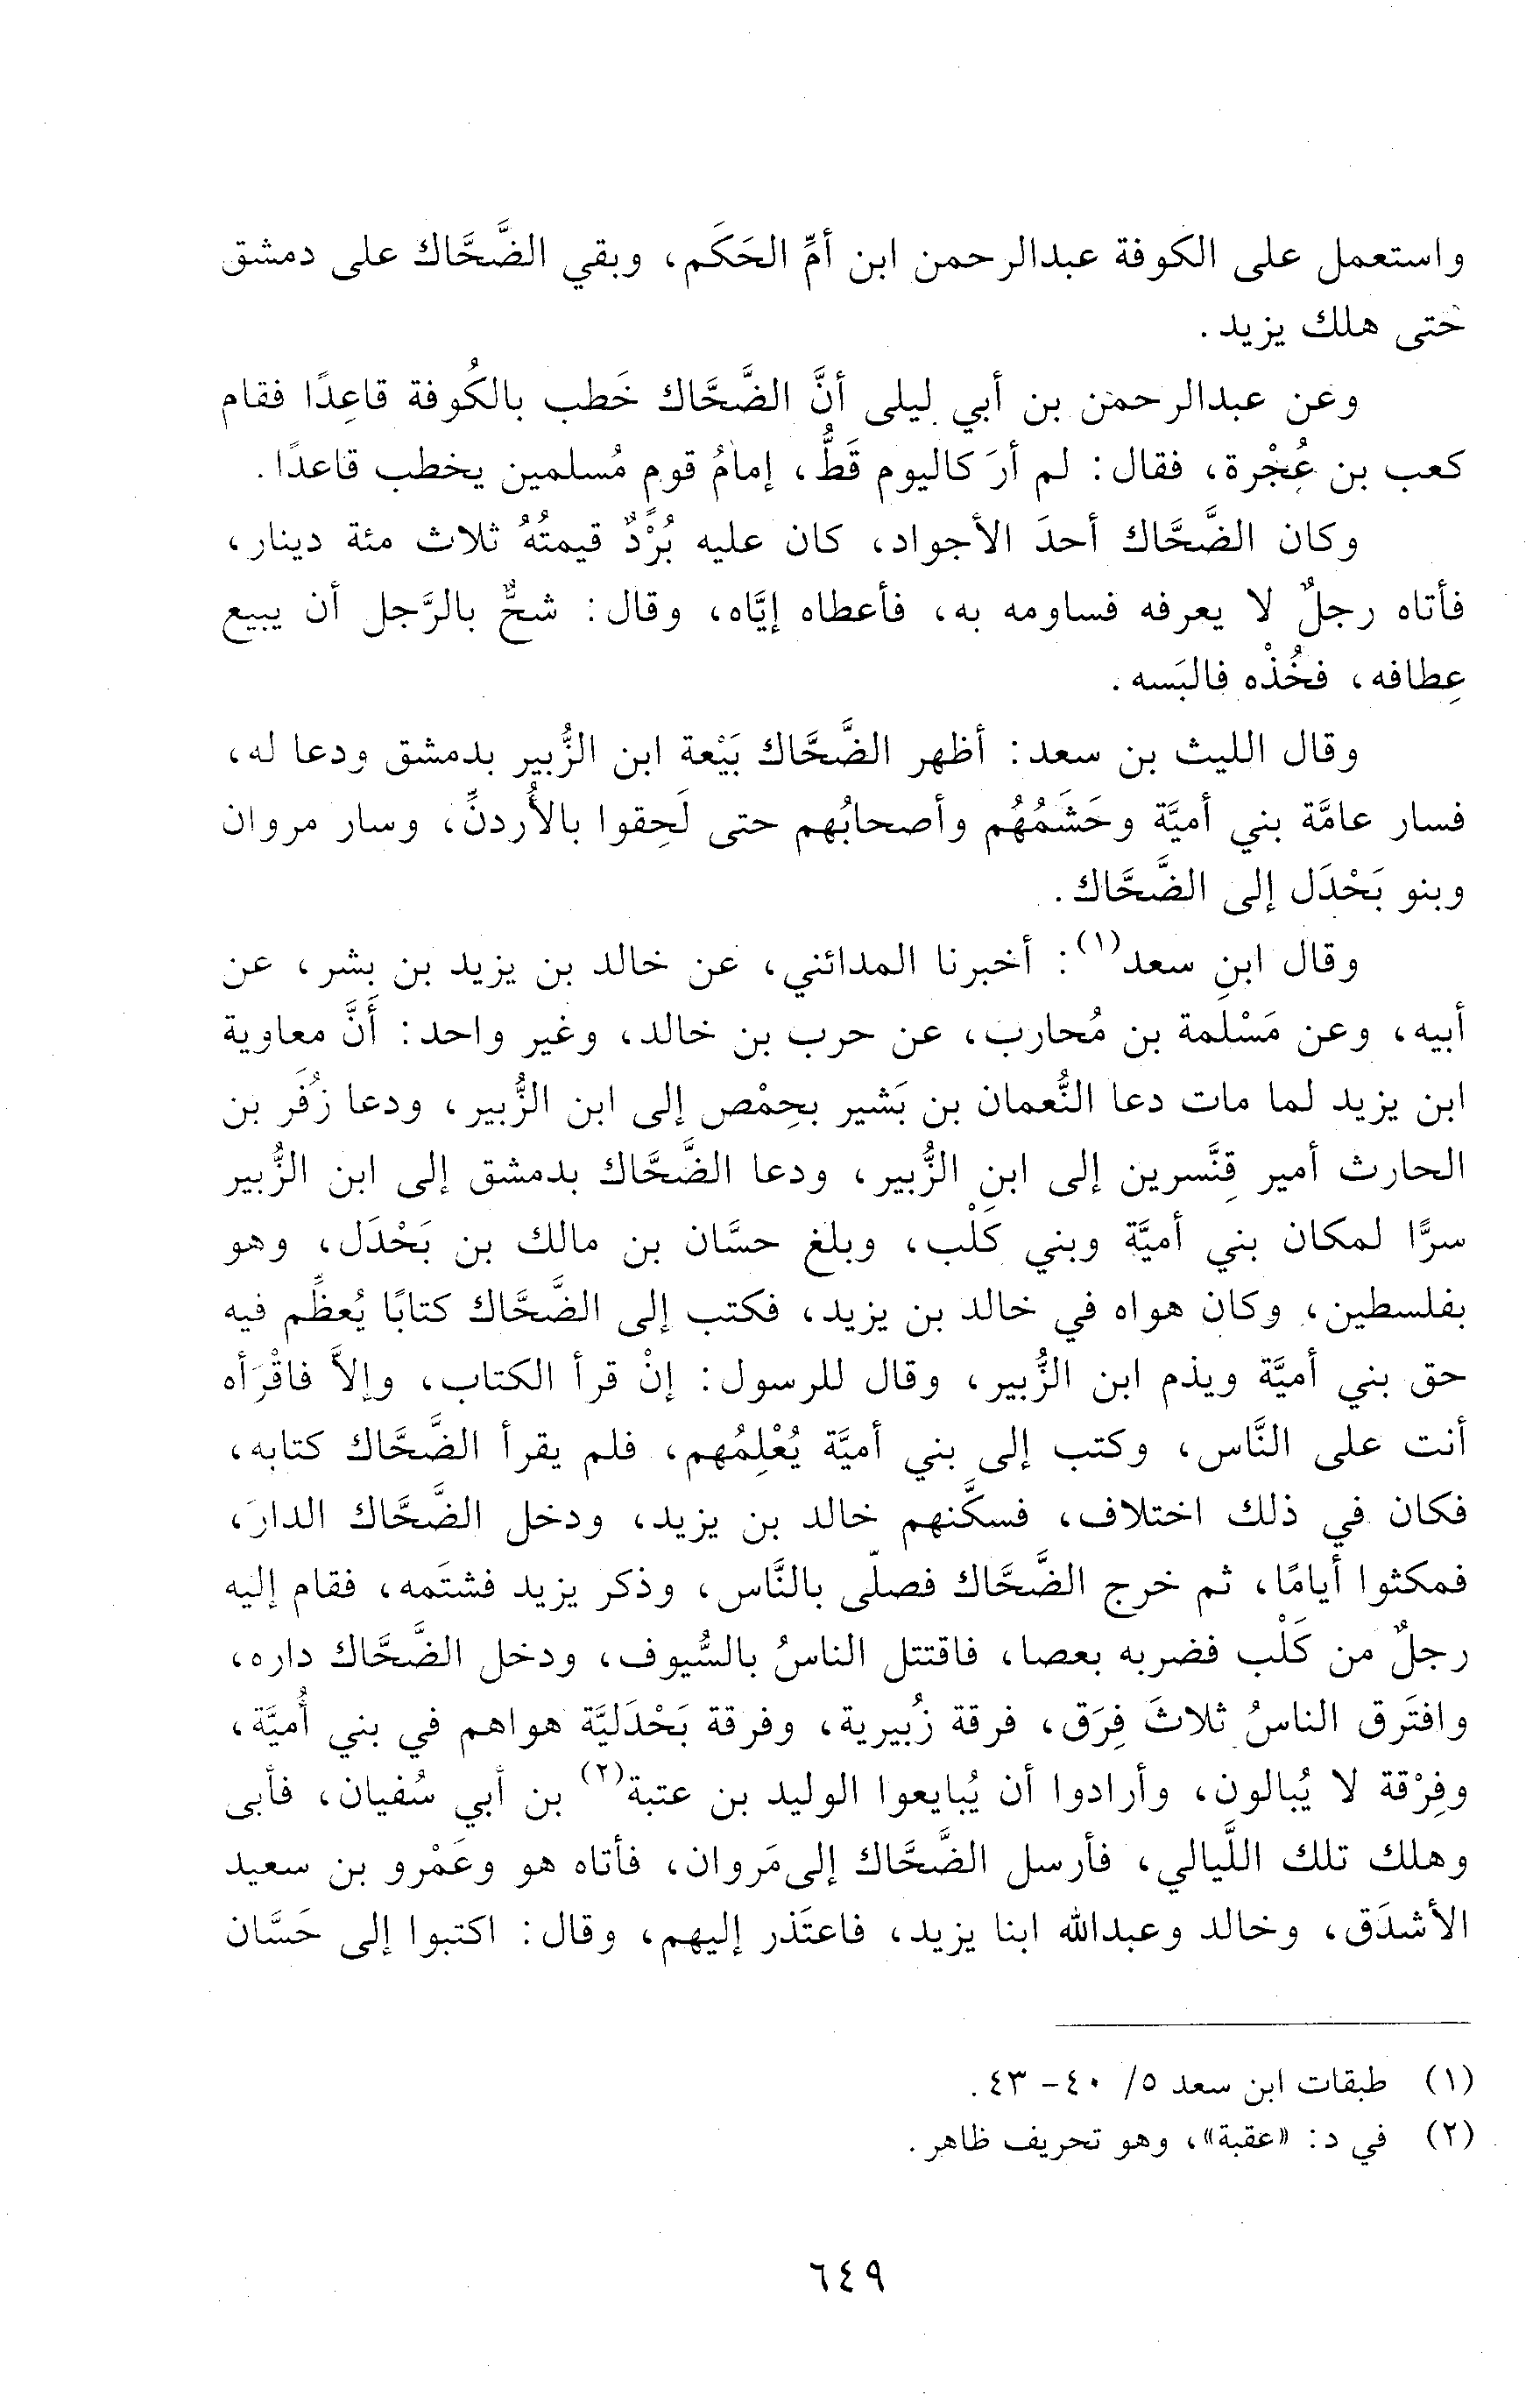 واستعمل على الكوفة عبدالرحمن ابن أمِّ الحَكَم، وبقي الضَّحَّاك على دمشق
حتى هلك يزيد.
وعن عبدالرحمن بن أبي ليلى أنَّ الضَّحَّاك خَطب بالكُوفة قاعِدًا فقام
كعب بن عُجْرة، فقال: لم أرَ كاليوم قَطُّ، إمامُ قومٍ مُسلمين يخطب قاعدًا.
وكان الضَّحَّاك أحدَ الأجواد، كان عليه بُرْدٌ قيمتُهُ ثلاث مئة دينار،
فأتاه رجلٌ لا يعرفه فساومه به، فأعطاه إيَّاه، وقال: شحٌّ بالرَّجل أن يبيع
عِطافه، فخُذْه فالبَسه.
وقال الليث بن سعد: أظهر الضَّحَّاك بَيْعة ابن الزُّبير بدمشق ودعا له،
فسار عامَّة بني أميَّة وحَشَمُهُم وأصحابُهم حتى لَحِقوا بالأُردنِّ، وسار مروان
وبنو بَحْدَل إلى الضَّحَّاك.
وقال ابن سعد(١): أخبرنا المدائني، عن خالد بن يزيد بن بشر، عن
أبيه، وعن مَسْلَمة بن مُحارب، عن حرب بن خالد، وغير واحد: أَنَّ معاوية
ابن يزيد لما مات دعا النُّعمان بن بَشير بحِمْص إلى ابن الزُّبير، ودعا زُفَر بن
الحارث أمير قِنَّسرين إلى ابن الزُّبير، ودعا الضَّحَّاك بدمشق إلى ابن الزُّبير
سرًّا لمكان بني أميَّة وبني كَلْب، وبلغ حسَّان بن مالك بن بَحْدَل، وهو
بفلسطين، وكان هواه في خالد بن يزيد، فكتب إلى الضَّحَّاك كتابًا يُعظِّم فيه
حق بني أميَّة ويذم ابن الزُّبير، وقال للرسول: إنْ قرأ الكتاب، وإلاَّ فاقْرَأه
أنت على النَّاس، وكتب إلى بني أميَّة يُعْلِمُهم، فلم يقرأ الضَّحَّاك كتابه،
فكان في ذلك اختلاف، فسكَّنهم خالد بن يزيد، ودخل الضَّحَّاك الدارَ،
فمكثوا أيامًا، ثم خرج الضَّحَّاك فصلّى بالنَّاس، وذكر يزيد فشتَمه، فقام إليه
رجلٌ من كَلْب فضربه بعصا، فاقتتل الناسُ بالسُّيوف، ودخل الضَّحَّاك داره،
وافتَرق الناسُ ثلاثَ فِرَق، فرقة زُبيرية، وفرقة بَحْدَليَّة هواهم في بني أُميَّة،
وفِرْقة لا يُبالون، وأرادوا أن يُبايعوا الوليد بن عتبة(٢) بن أبي سُفيان، فأبى
وهلك تلك اللَّيالي، فأرسل الضَّحَّاك إلى مَروان، فأتاه هو وعَمْرو بن سعيد
الأشدَق، وخالد وعبدالله ابنا يزيد، فاعتَذر إليهم، وقال: اكتبوا إلى حَسَّان
(١) طبقات ابن سعد ٥/ ٤٠- ٤٣.
(٢) في د: «عقبة»، وهو تحريف ظاهر.
٦٤٩